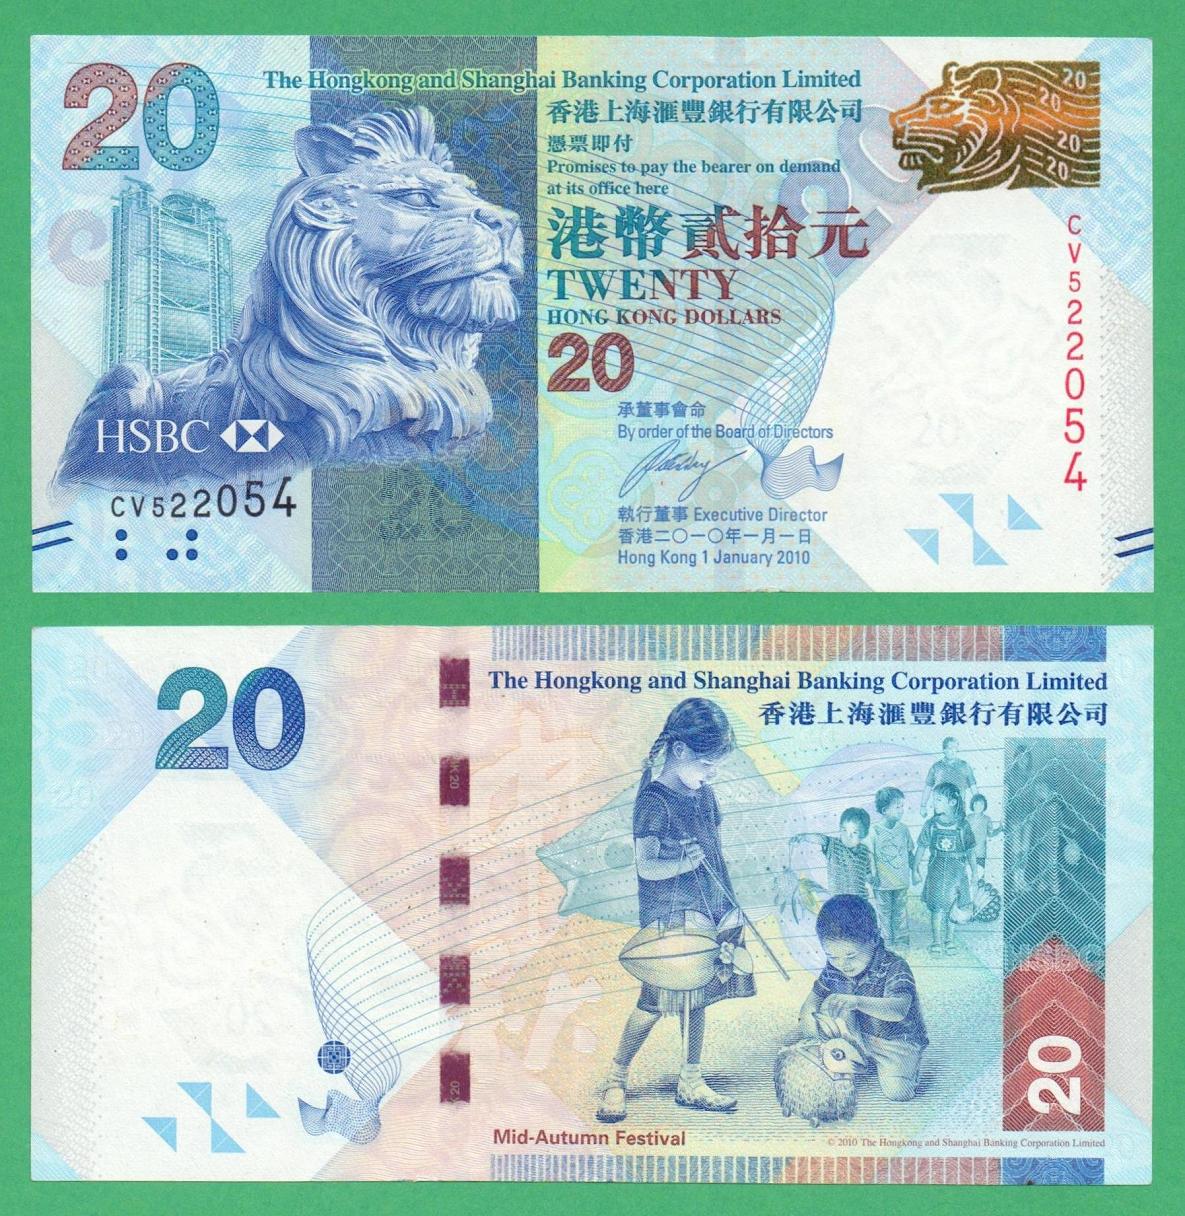 20
The Hongkong and Shanghai Banking Corporation Limited
香港上海滙豐銀行有限公司
憑票即付
Promises to pay the bearer on demand
at its office here
港幣貳拾元
TWENTY
HONG KONG DOLLARS
20
承董事會命
By order of the Board of Directors
執行董事 Executive Director
香港二〇一〇年一月一日
Hong Kong 1 January 2010
HSBC
CV522054
20
20
20
20
CV522054
20
20
The Hongkong and Shanghai Banking Corporation Limited
香港上海滙豐銀行有限公司
20
Mid-Autumn Festival
© 2010 The Hongkong and Shanghai Banking Corporation Limited